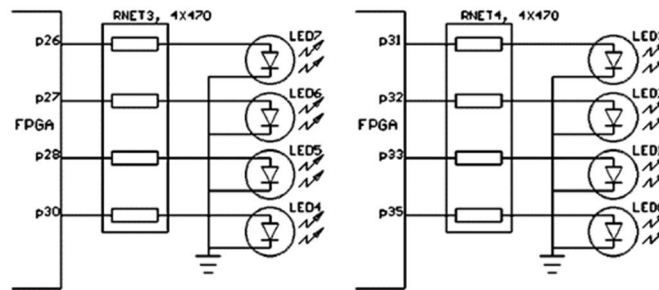 RNET3, 4X470
p26
LED7
p27
LED6
FPGA
p28
LED5
p30
LED4
RNET4, 4X470
p31
p32
FPGA
p33
p35